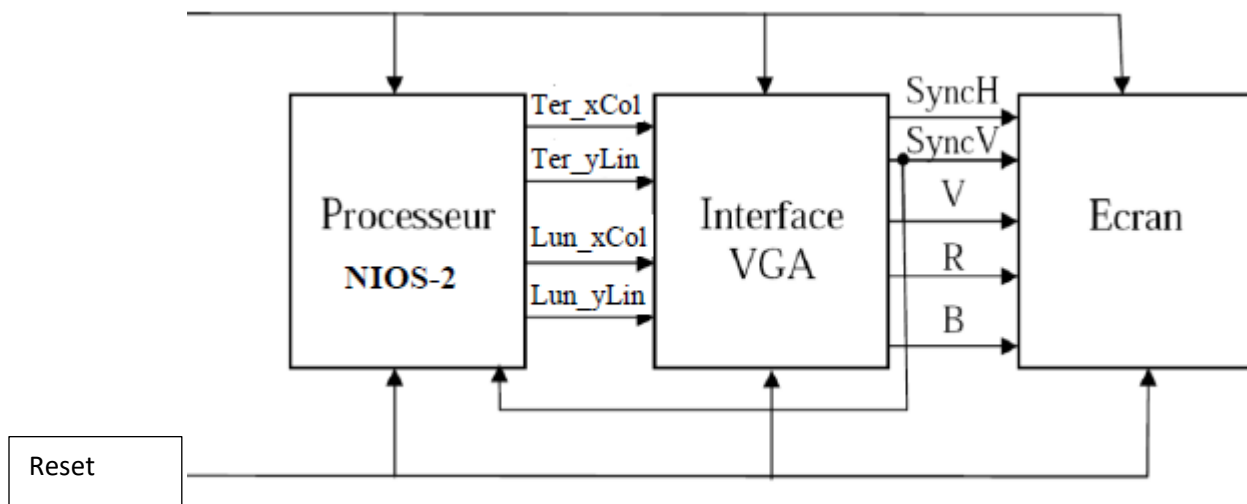 Ter_xCol
Ter_yLin
Lun_xCol
Lun_yLin
Processeur
NIOS-2
Interface
VGA
SyncH
SyncV
V
R
B
Ecran
Reset